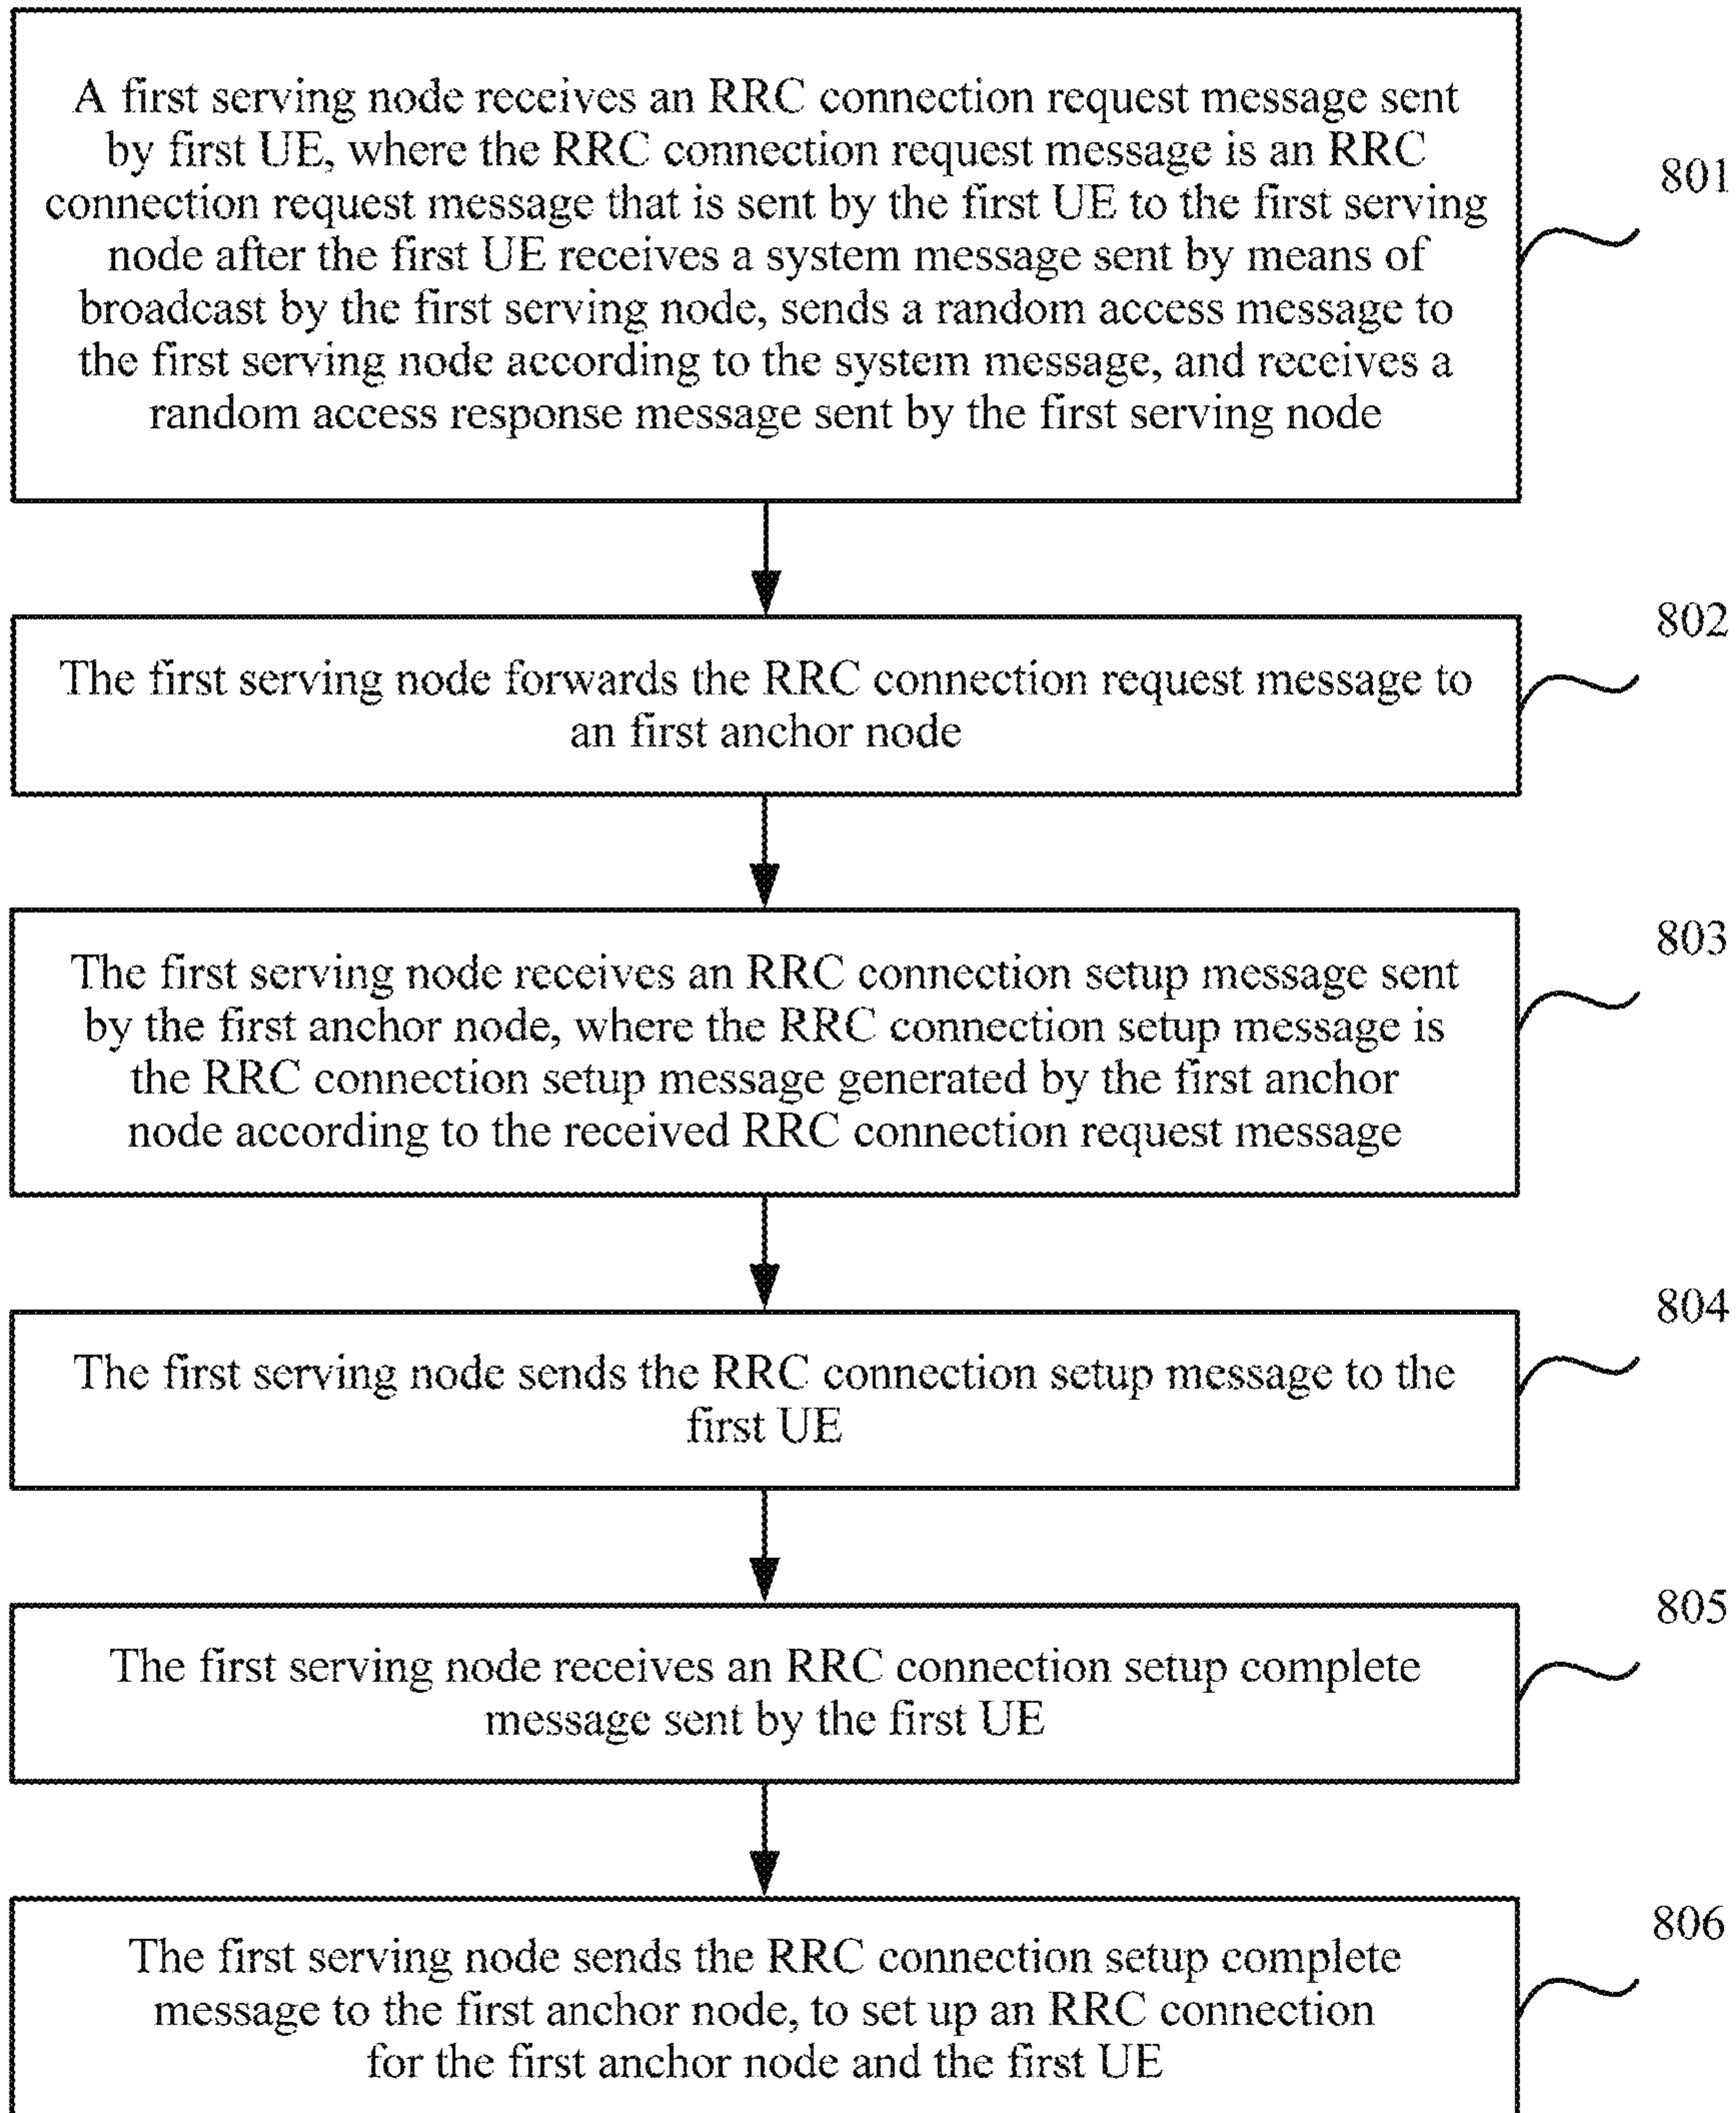 A first serving node receives an RRC connection request message sent
by first UE, where the RRC connection request message is an RRC
connection request message that is sent by the first UE to the first serving
node after the first UE receives a system message sent by means of
broadcast by the first serving node, sends a random access message to
the first serving node according to the system message, and receives a
random access response message sent by the first serving node
801
The first serving node forwards the RRC connection request message to
an first anchor node
802
The first serving node receives an RRC connection setup message sent
by the first anchor node, where the RRC connection setup message is
the RRC connection setup message generated by the first anchor
node according to the received RRC connection request message
803
The first serving node sends the RRC connection setup message to the
first UE
804
The first serving node receives an RRC connection setup complete
message sent by the first UE
805
The first serving node sends the RRC connection setup complete
message to the first anchor node, to set up an RRC connection
for the first anchor node and the first UE
806